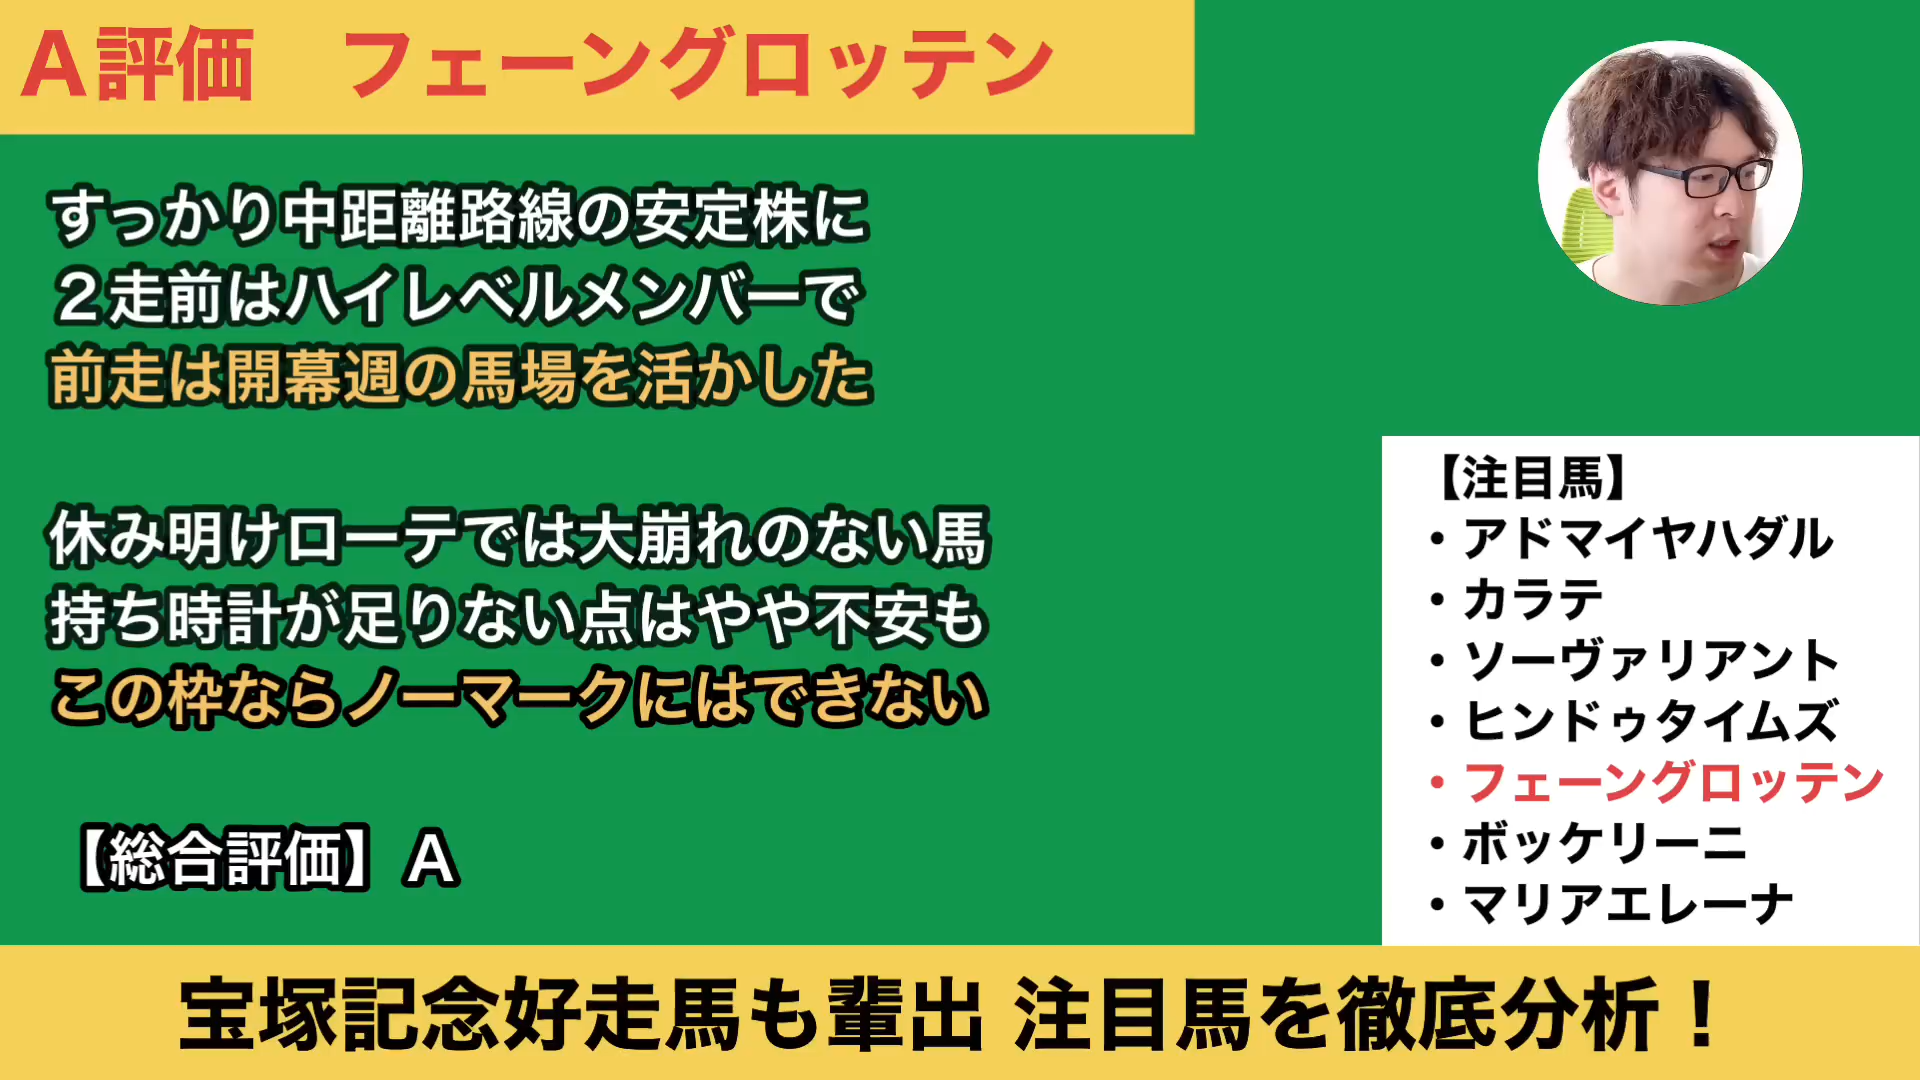 A評価　フェーングロッテン
すっかり中距離路線の安定株に
２走前はハイレベルメンバーで
前走は開幕週の馬場を活かした
休み明けローテでは大崩れのない馬
持ち時計が足りない点はやや不安も
この枠ならノーマークにはできない
【総合評価】A
【注目馬】
・アドマイヤハダル
・カラテ
・ソーヴァリアント
・ヒンドゥタイムズ
・フェーングロッテン
・ボッケリーニ
・マリアエレーナ
宝塚記念好走馬も輩出 注目馬を徹底分析！